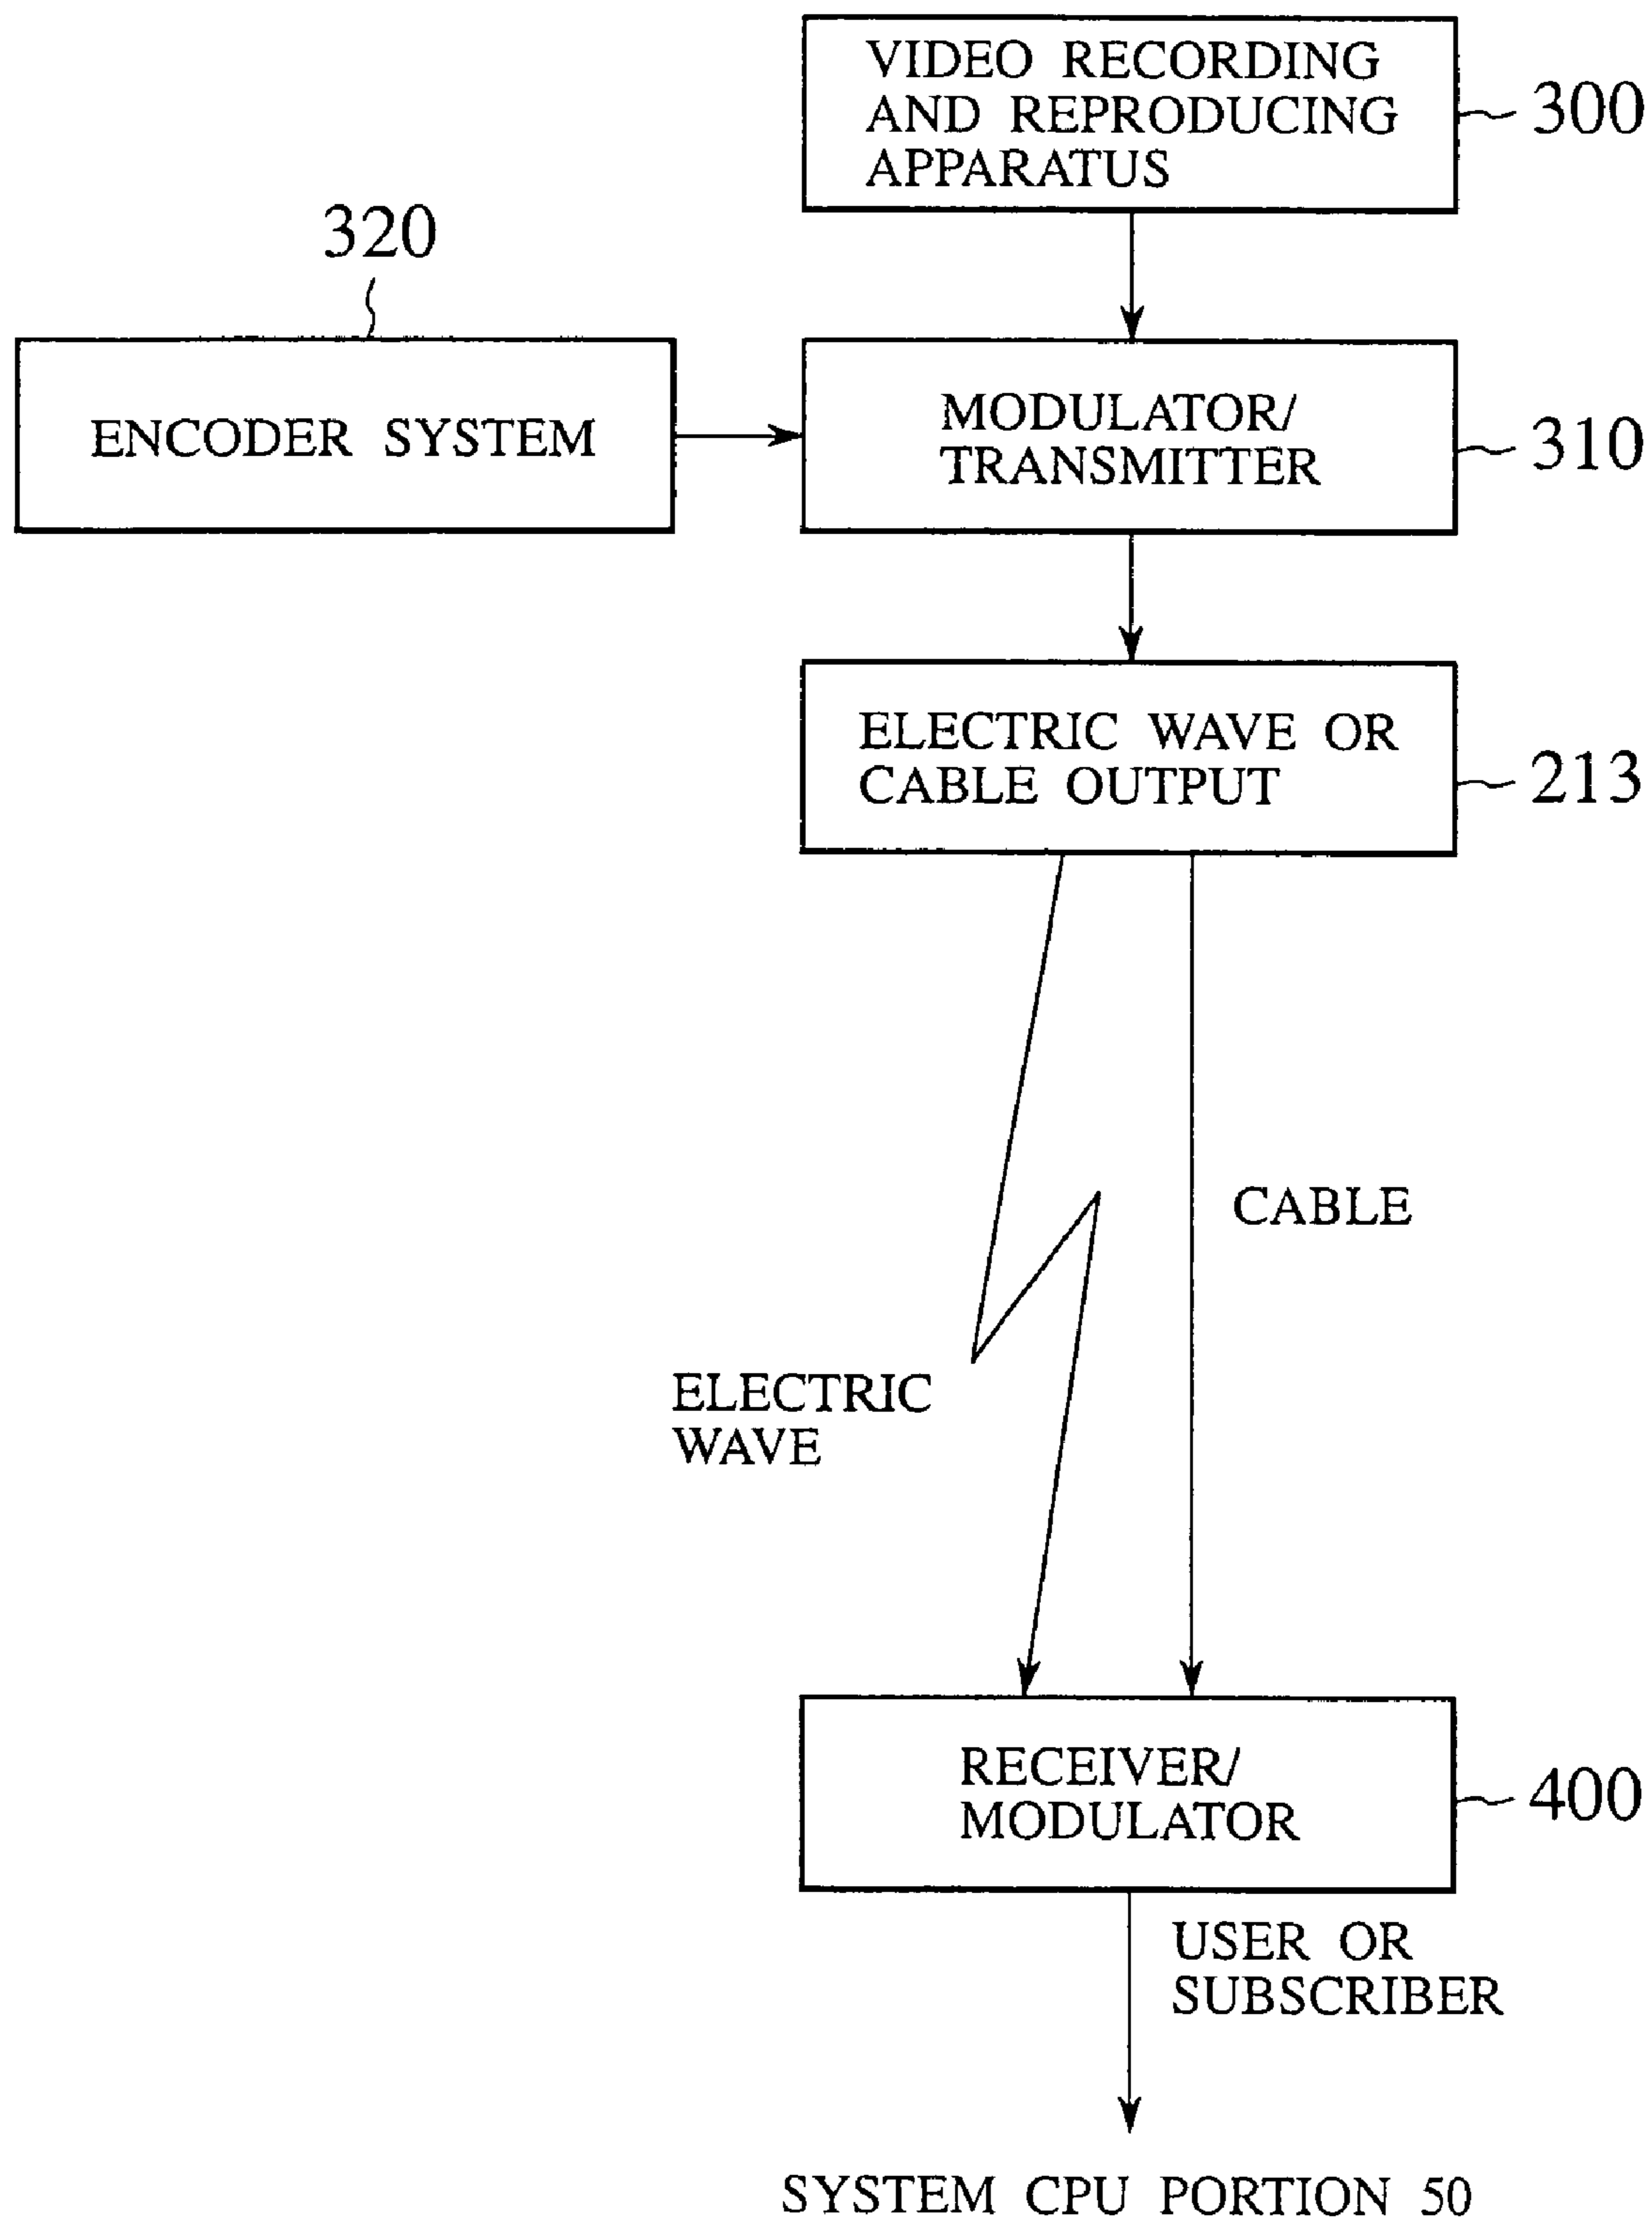 VIDEO RECORDING
AND REPRODUCING
APPARATUS
300
320
ENCODER SYSTEM
MODULATOR/
TRANSMITTER
310
ELECTRIC WAVE OR
CABLE OUTPUT
213
CABLE
ELECTRIC
WAVE
RECEIVER/
MODULATOR
400
USER OR
SUBSCRIBER
SYSTEM CPU PORTION 50